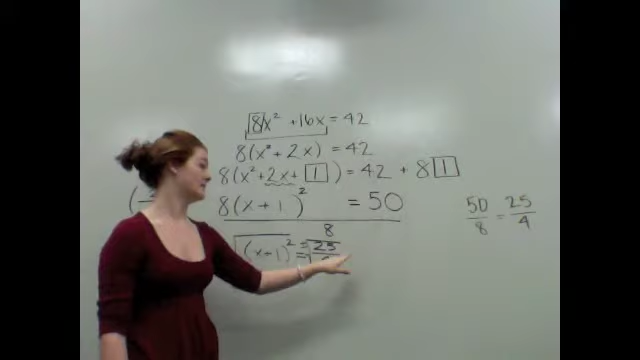 8x² + 16x = 42
8(x² + 2x) = 42
8(x² + 2x + 1) = 42 + 8 1
8(x + 1)² = 50
8
√(x+1)² = √25
50/8 = 25/4